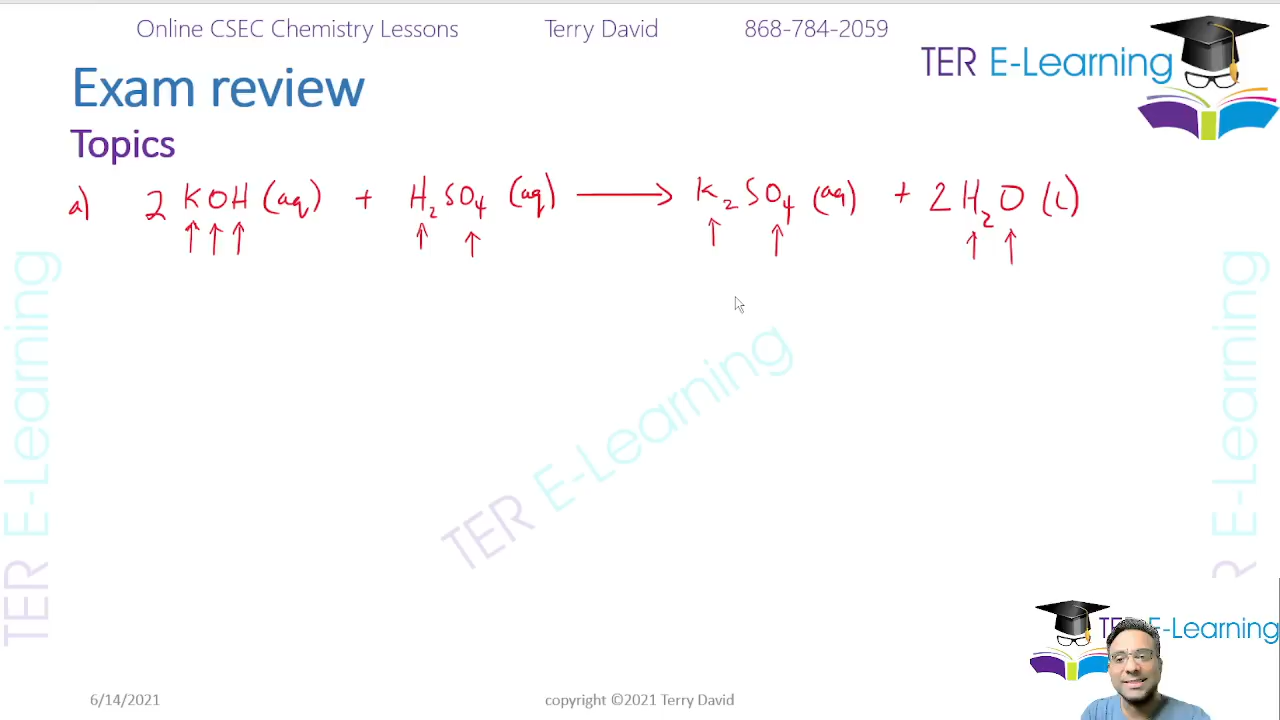 Online CSEC Chemistry Lessons Terry David 868-784-2059
TER E-Learning
Exam review
Topics
a) 2 KOH (aq) + H₂SO₄ (aq) ⟶ K₂SO₄ (aq) + 2 H₂O (l)
↑ ↑ ↑ ↑ ↑ ↑ ↑ ↑ ↑
TER E-Learning
TER E-Learning
TER E-Learning
TER E-Learning
6/14/2021 copyright ©2021 Terry David